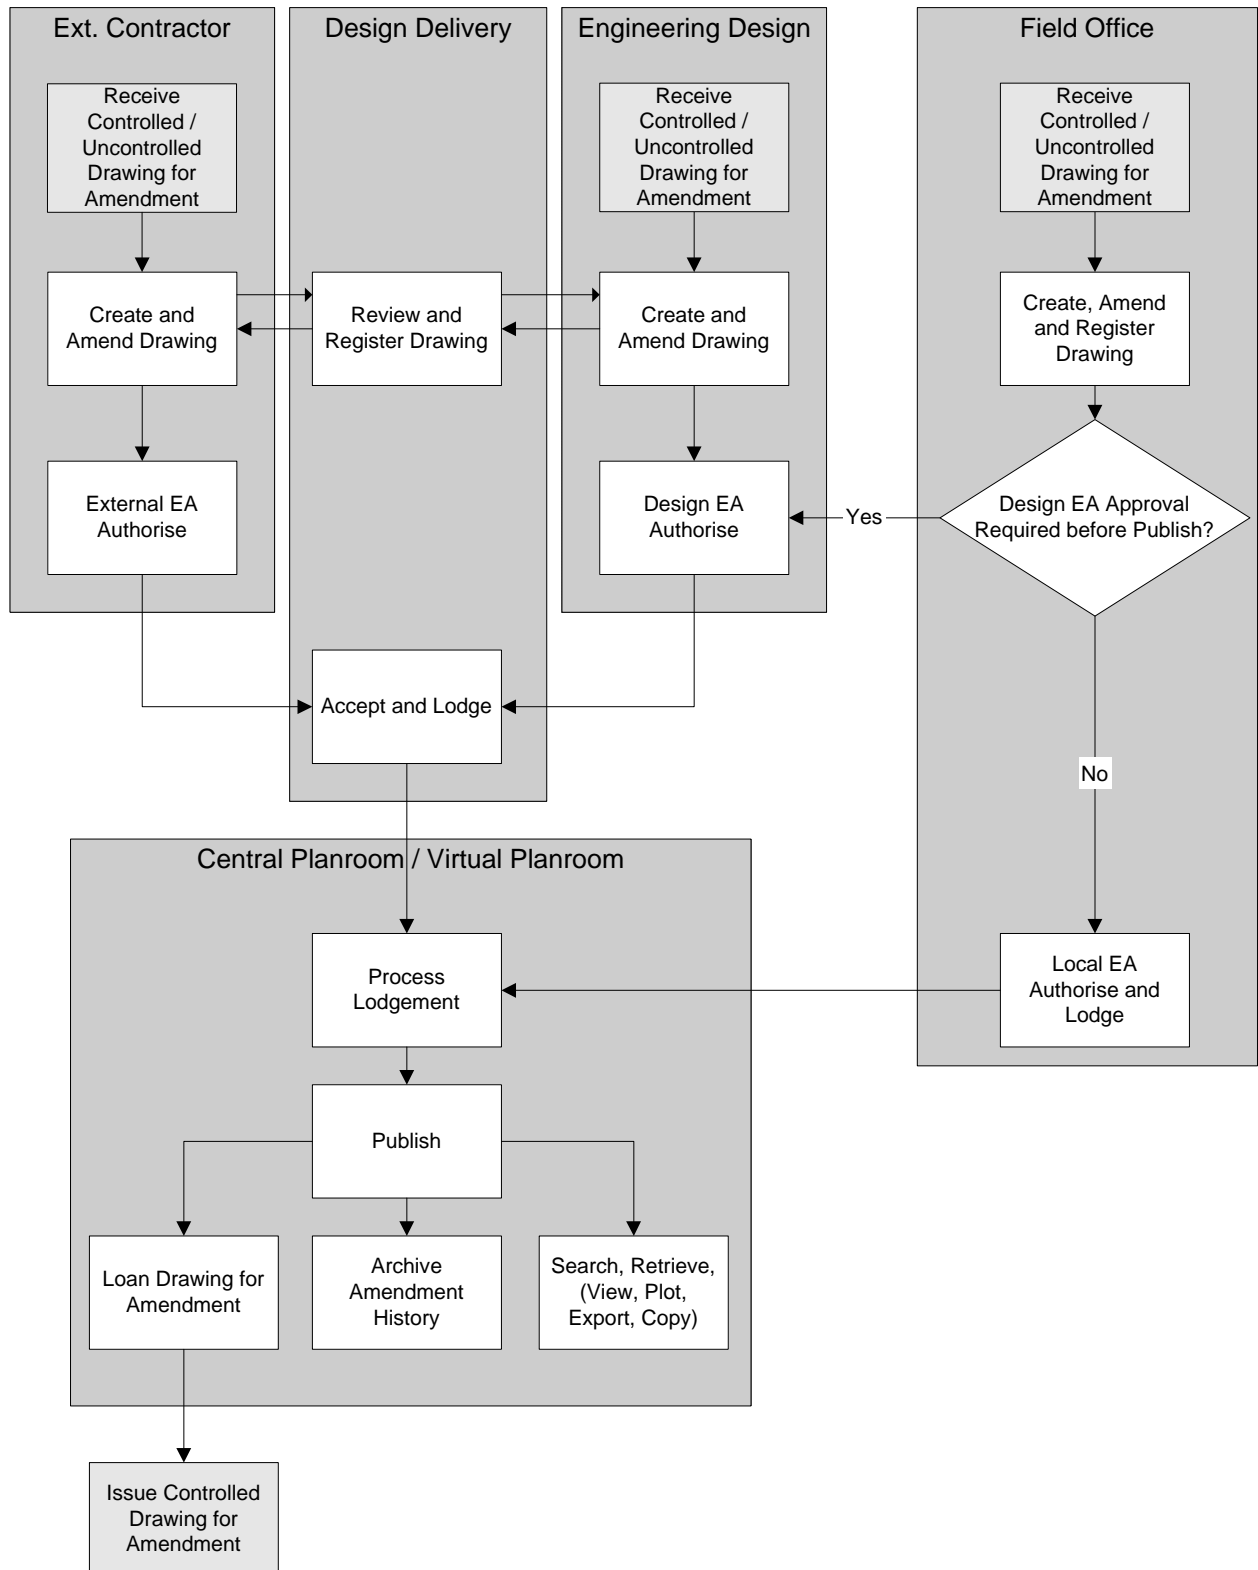 Ext. Contractor
Design Delivery
Engineering Design
Field Office
Receive
Controlled /
Uncontrolled
Drawing for
Amendment
Receive
Controlled /
Uncontrolled
Drawing for
Amendment
Receive
Controlled /
Uncontrolled
Drawing for
Amendment
Create and
Amend Drawing
Review and
Register Drawing
Create and
Amend Drawing
Create, Amend
and Register
Drawing
External EA
Authorise
Design EA
Authorise
Yes
Design EA Approval
Required before Publish?
Accept and Lodge
No
Central Planroom / Virtual Planroom
Process
Lodgement
Local EA
Authorise and
Lodge
Publish
Loan Drawing for
Amendment
Archive
Amendment
History
Search, Retrieve,
(View, Plot,
Export, Copy)
Issue Controlled
Drawing for
Amendment